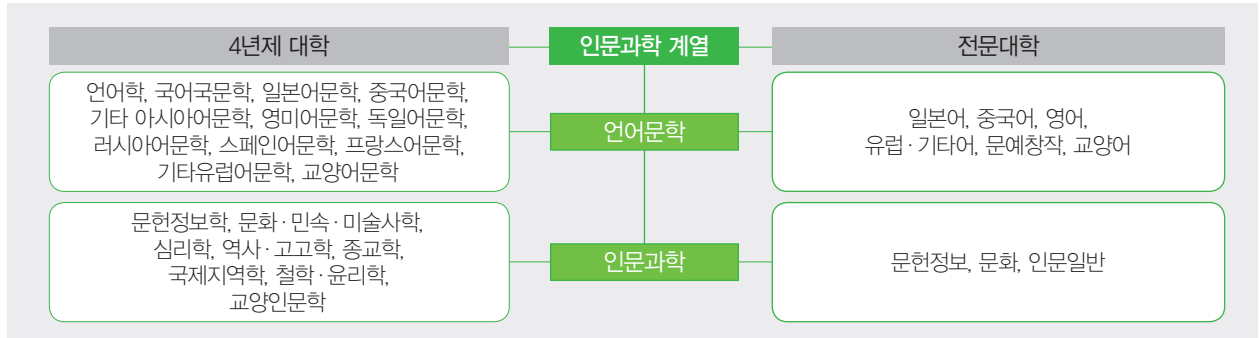 4년제 대학
인문과학 계열
전문대학
언어학, 국어국문학, 일본어문학, 중국어문학,
기타 아시아어문학, 영미어문학, 독일어문학,
러시아어문학, 스페인어문학, 프랑스어문학,
기타유럽어문학, 교양어문학
언어문학
일본어, 중국어, 영어,
유럽·기타어, 문예창작, 교양어
문헌정보학, 문화·민속·미술사학,
심리학, 역사·고고학, 종교학,
국제지역학, 철학·윤리학,
교양인문학
인문과학
문헌정보, 문화, 인문일반